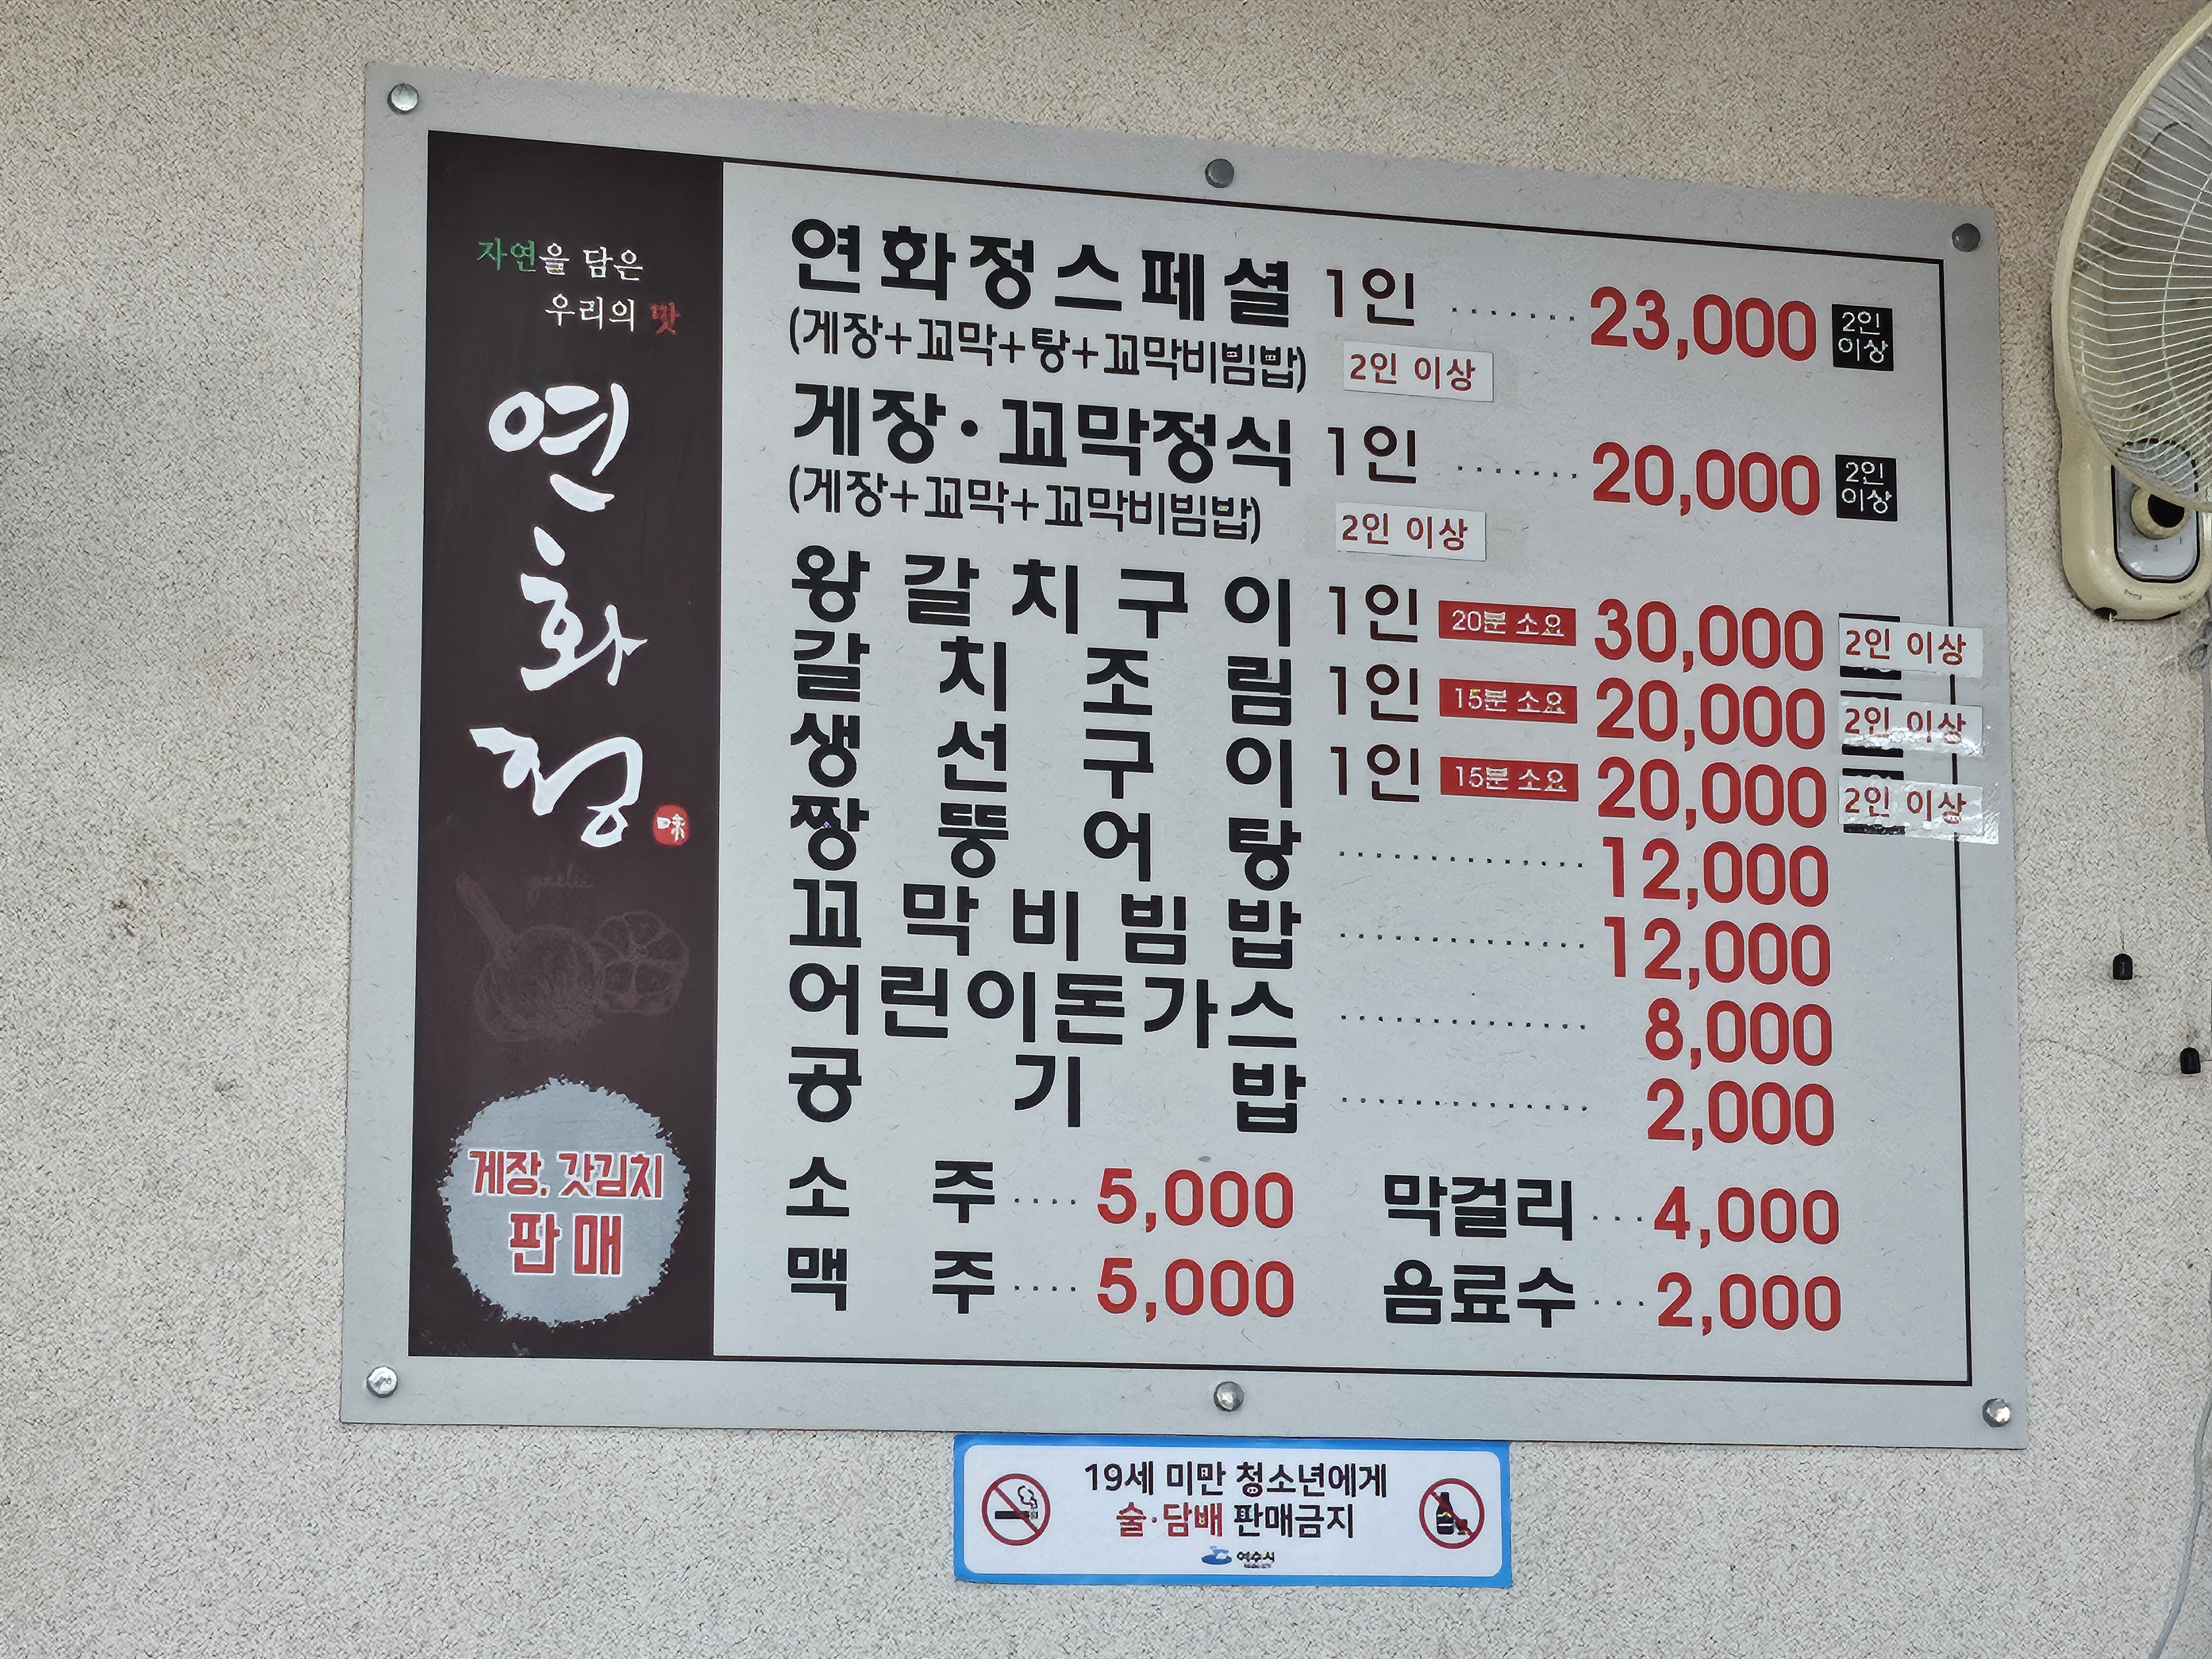 자연을 담은
우리의 맛
연화정
味
게장, 갓김치
판매
연화정스페셜 1인 ······· 23,000 2인 이상
(게장+꼬막+탕+꼬막비빔밥) 2인 이상
게장·꼬막정식 1인 ······· 20,000 2인 이상
(게장+꼬막+꼬막비빔밥) 2인 이상
왕갈치구이 1인 20분 소요 30,000 2인 이상
갈치조림 1인 15분 소요 20,000 2인 이상
생선구이 1인 15분 소요 20,000 2인 이상
짱뚱어탕 ·············· 12,000
꼬막비빔밥 ·············· 12,000
어린이돈가스 ·············· 8,000
공기밥 ·············· 2,000
소주 ···· 5,000 막걸리 ··· 4,000
맥주 ···· 5,000 음료수 ··· 2,000
19세 미만 청소년에게
술·담배 판매금지
여수시